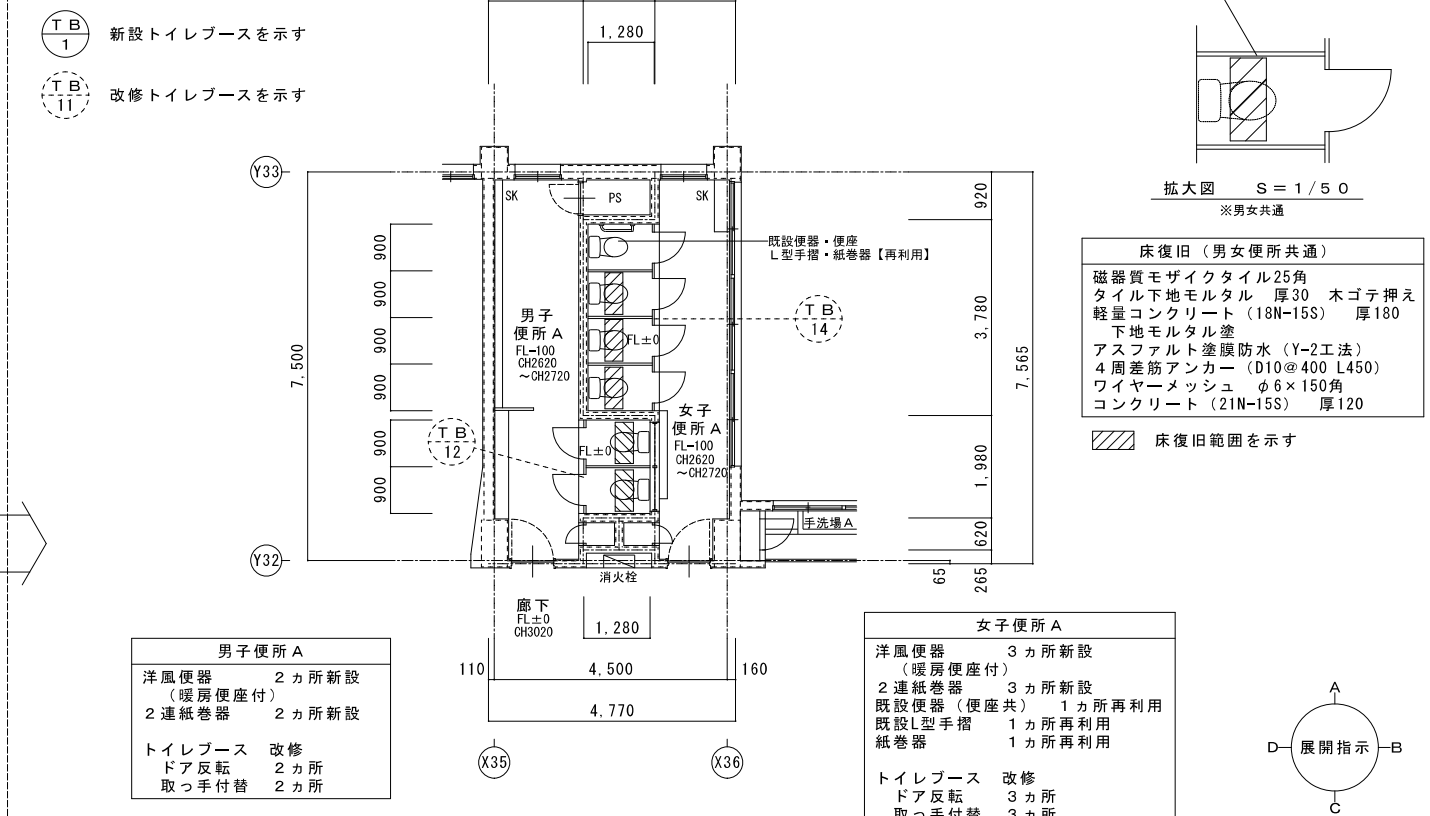 TB
1
新設トイレブースを示す
TB
11
改修トイレブースを示す
1,280
拡大図 S=1/50
※男女共通
Y33
SK
PS
SK
920
900
900
900
900
900
900
7,500
既設便器・便座
L型手摺・紙巻器【再利用】
男子
便所A
FL-100
CH2620
～CH2720
FL±0
TB
14
3,780
7,565
床復旧（男女便所共通）
磁器質モザイクタイル25角
タイル下地モルタル 厚30 木ゴテ押え
軽量コンクリート（18N-15S） 厚180
下地モルタル塗
アスファルト塗膜防水（Y-2工法）
4周差筋アンカー（D10@400 L450）
ワイヤーメッシュ φ6×150角
コンクリート（21N-15S） 厚120
床復旧範囲を示す
女子
便所A
FL-100
CH2620
～CH2720
TB
12
FL±0
1,980
手洗場A
620
Y32
消火栓
65
265
廊下
FL±0
CH3020
1,280
110
4,500
160
4,770
X35
X36
男子便所A
洋風便器 2ヵ所新設
（暖房便座付）
2連紙巻器 2ヵ所新設
トイレブース 改修
ドア反転 2ヵ所
取っ手付替 2ヵ所
女子便所A
洋風便器 3ヵ所新設
（暖房便座付）
2連紙巻器 3ヵ所新設
既設便器（便座共） 1ヵ所再利用
既設L型手摺 1ヵ所再利用
紙巻器 1ヵ所再利用
トイレブース 改修
ドア反転 3ヵ所
取っ手付替 3ヵ所
A
D
展開指示
B
C